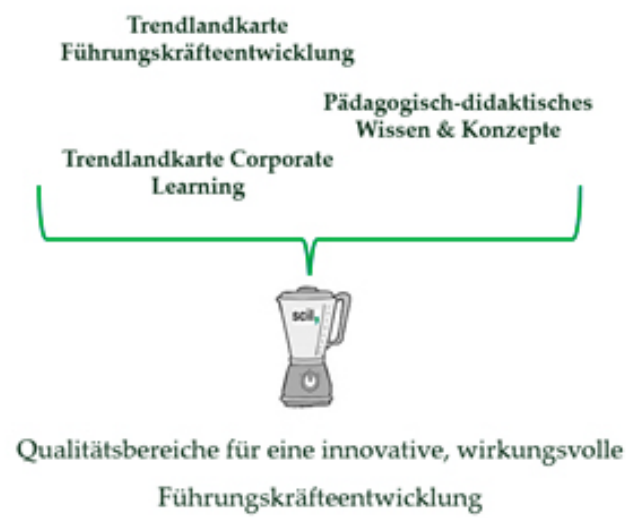 Trendlandkarte
Führungskräfteentwicklung
Pädagogisch-didaktisches
Wissen & Konzepte
Trendlandkarte Corporate
Learning
scil
Qualitätsbereiche für eine innovative, wirkungsvolle
Führungskräfteentwicklung